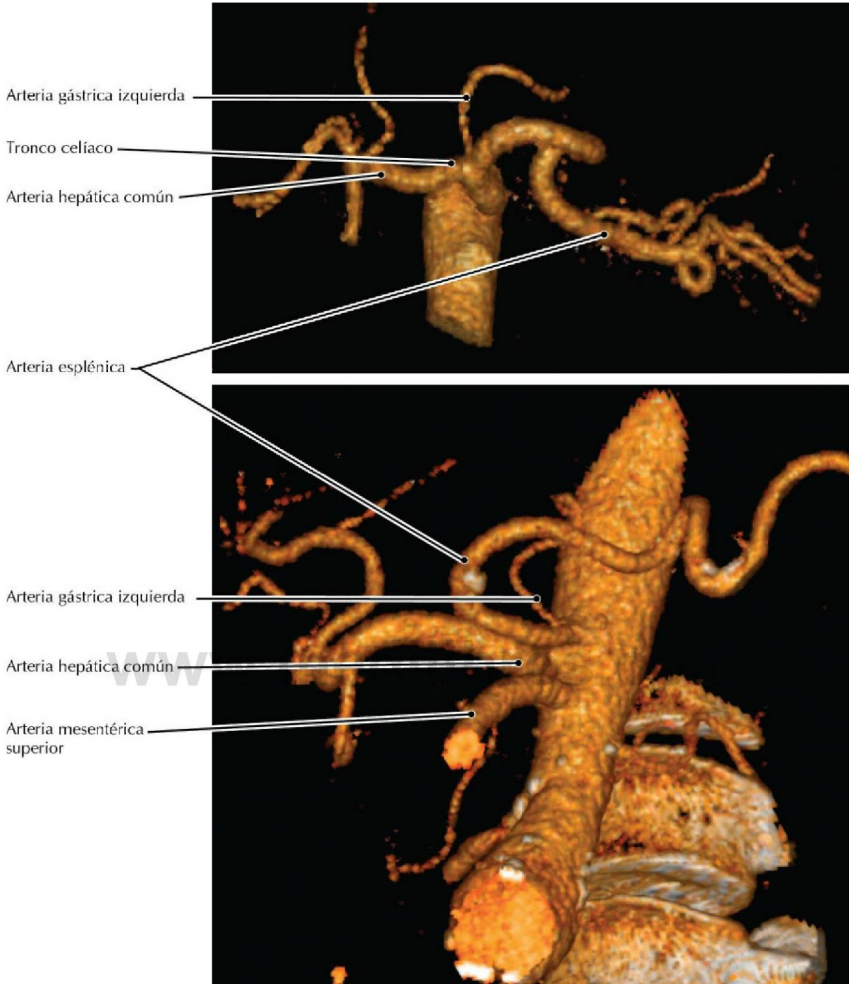 Arteria gástrica izquierda
Tronco celíaco
Arteria hepática común
Arteria esplénica
Arteria gástrica izquierda
Arteria hepática común
Arteria mesentérica
superior